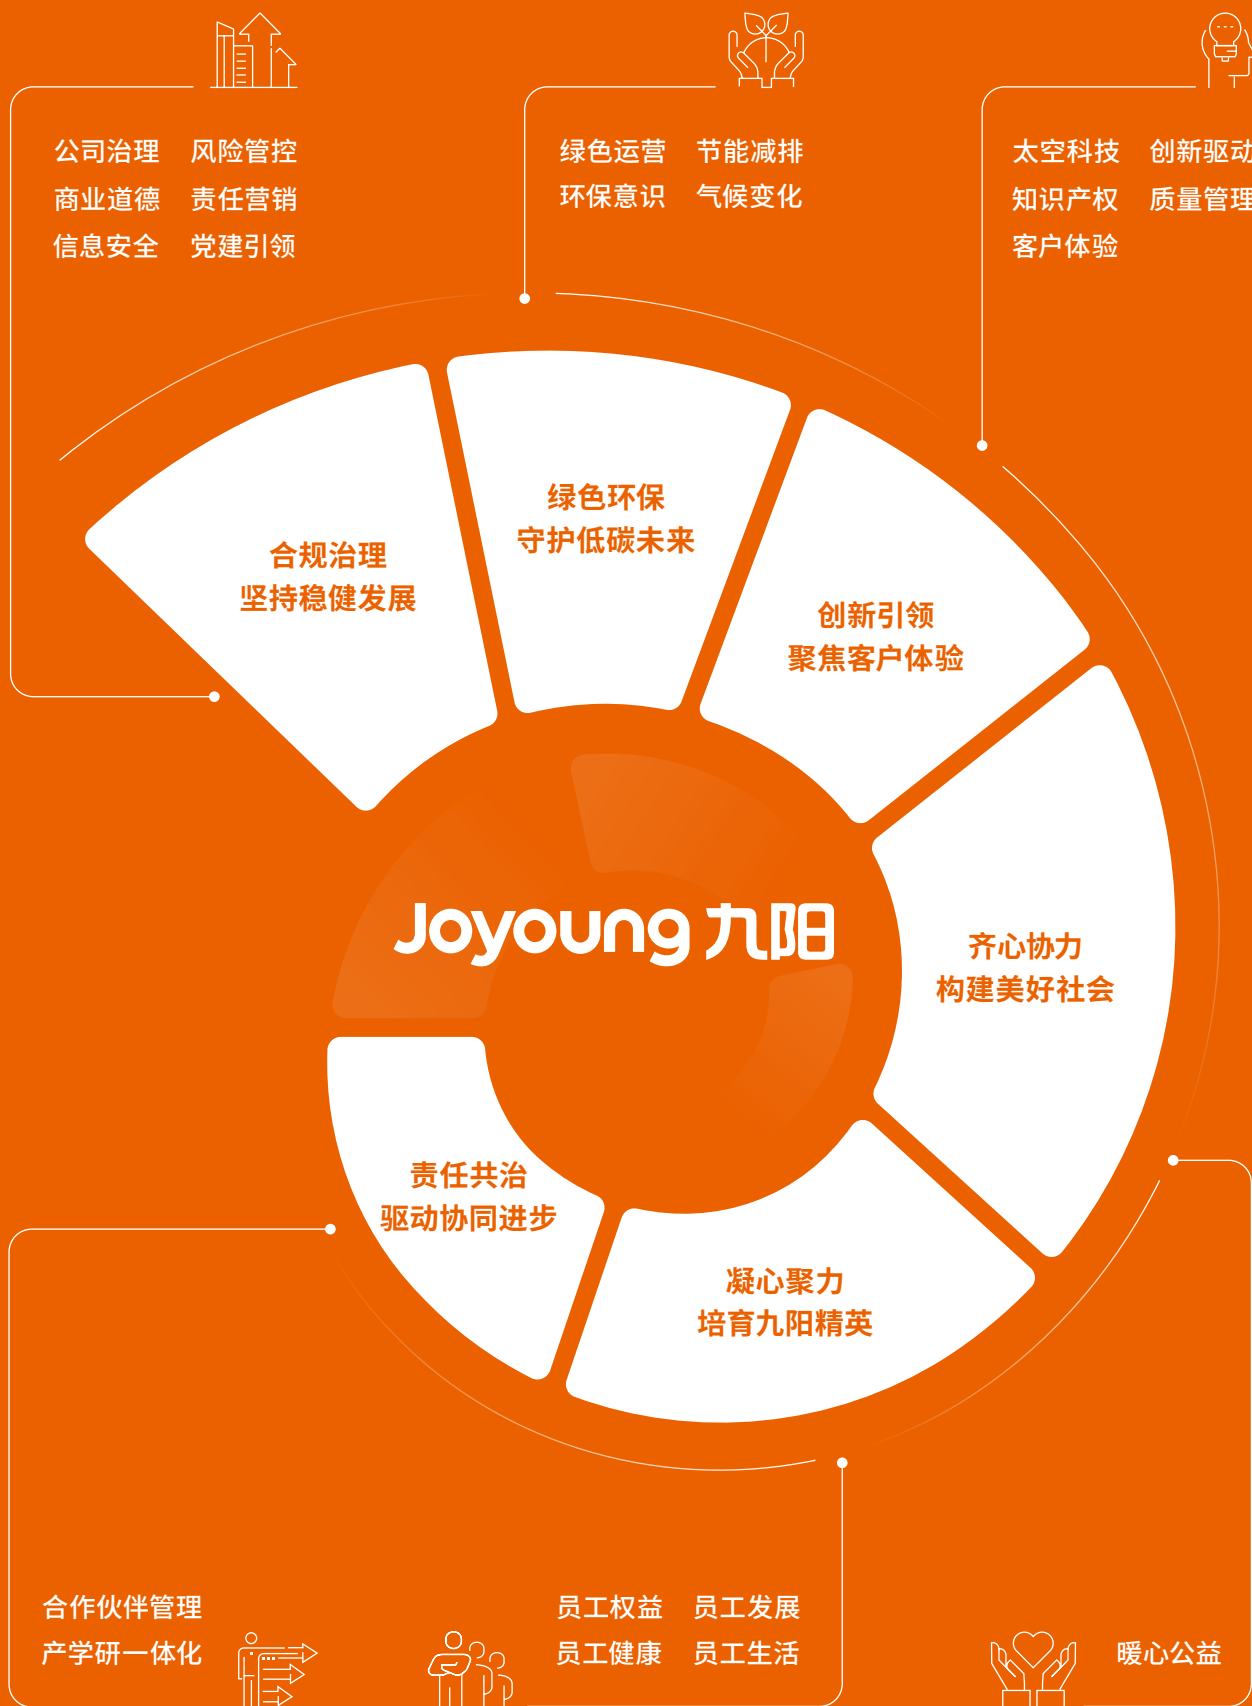 公司治理 风险管控
商业道德 责任营销
信息安全 党建引领
绿色运营 节能减排
环保意识 气候变化
太空科技 创新驱动
知识产权 质量管理
客户体验
合规治理
坚持稳健发展
绿色环保
守护低碳未来
创新引领
聚焦客户体验
齐心协力
构建美好社会
Joyoung 九阳
责任共治
驱动协同进步
凝心聚力
培育九阳精英
合作伙伴管理
产学研一体化
员工权益 员工发展
员工健康 员工生活
暖心公益